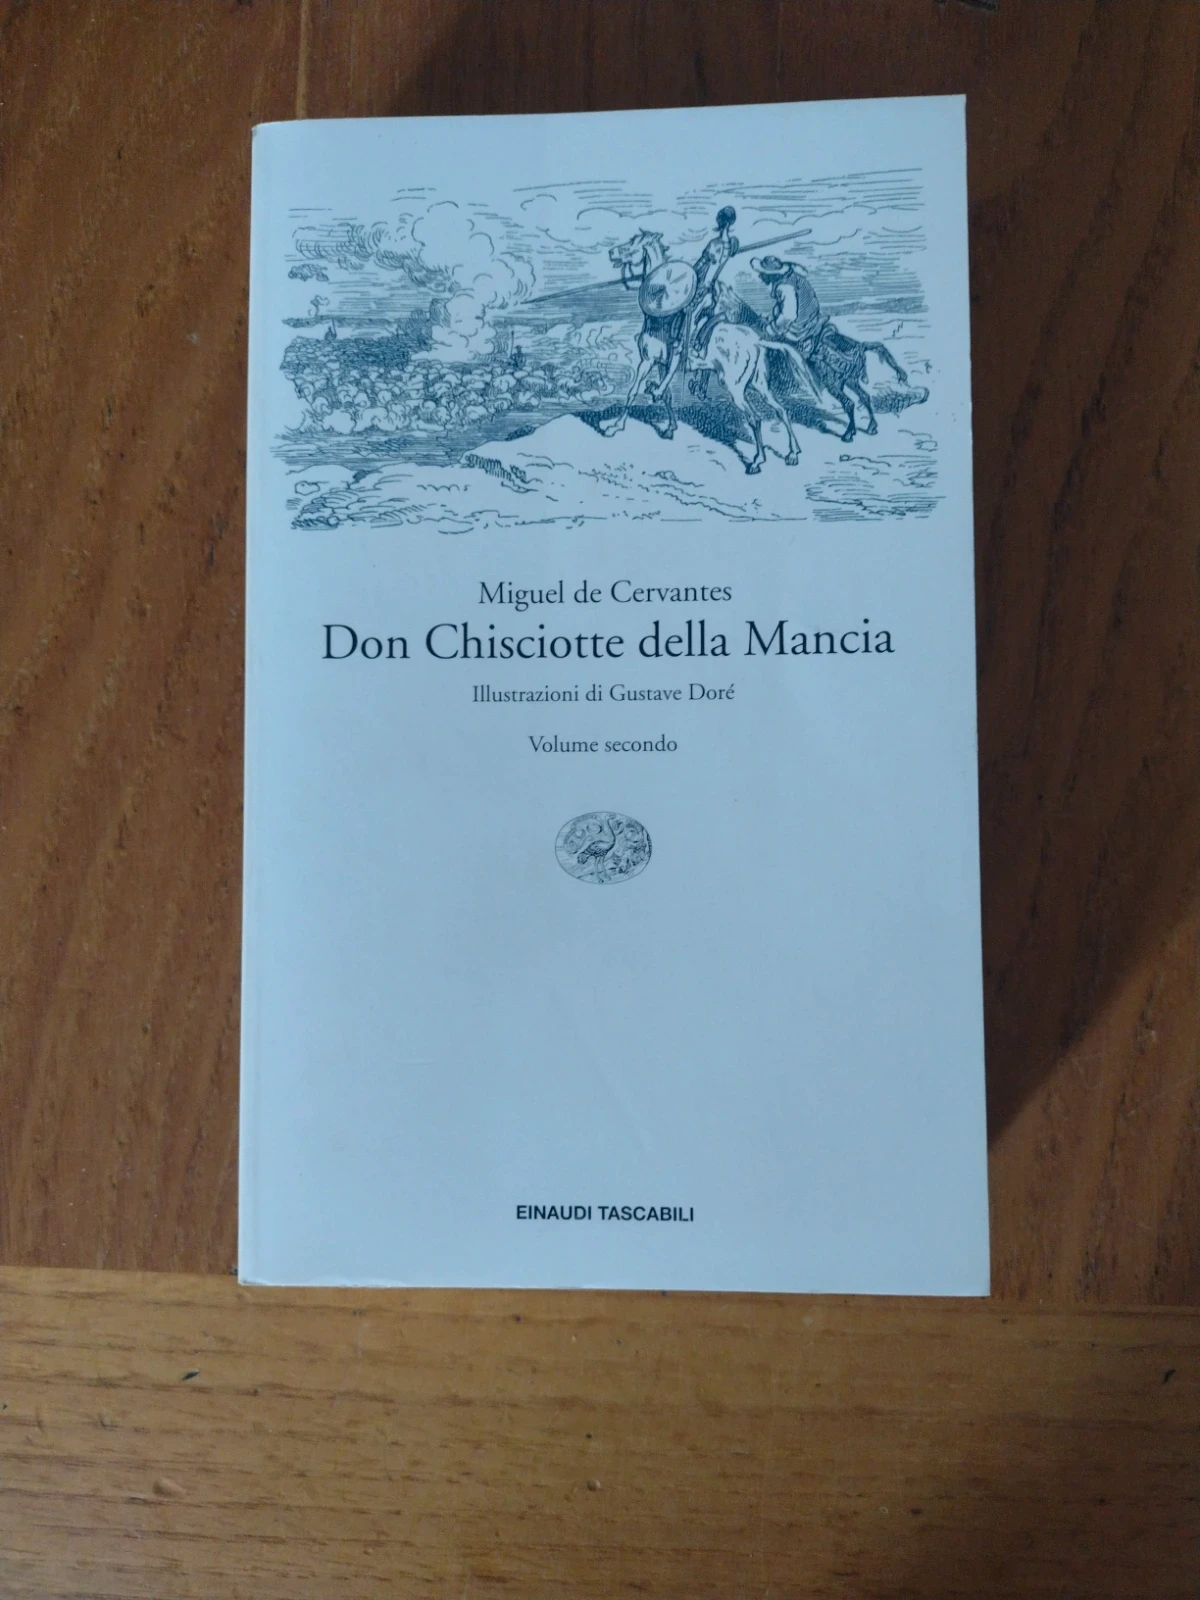 Miguel de Cervantes
Don Chisciotte della Mancia
Illustrazioni di Gustave Doré
Volume secondo
EINAUDI TASCABILI